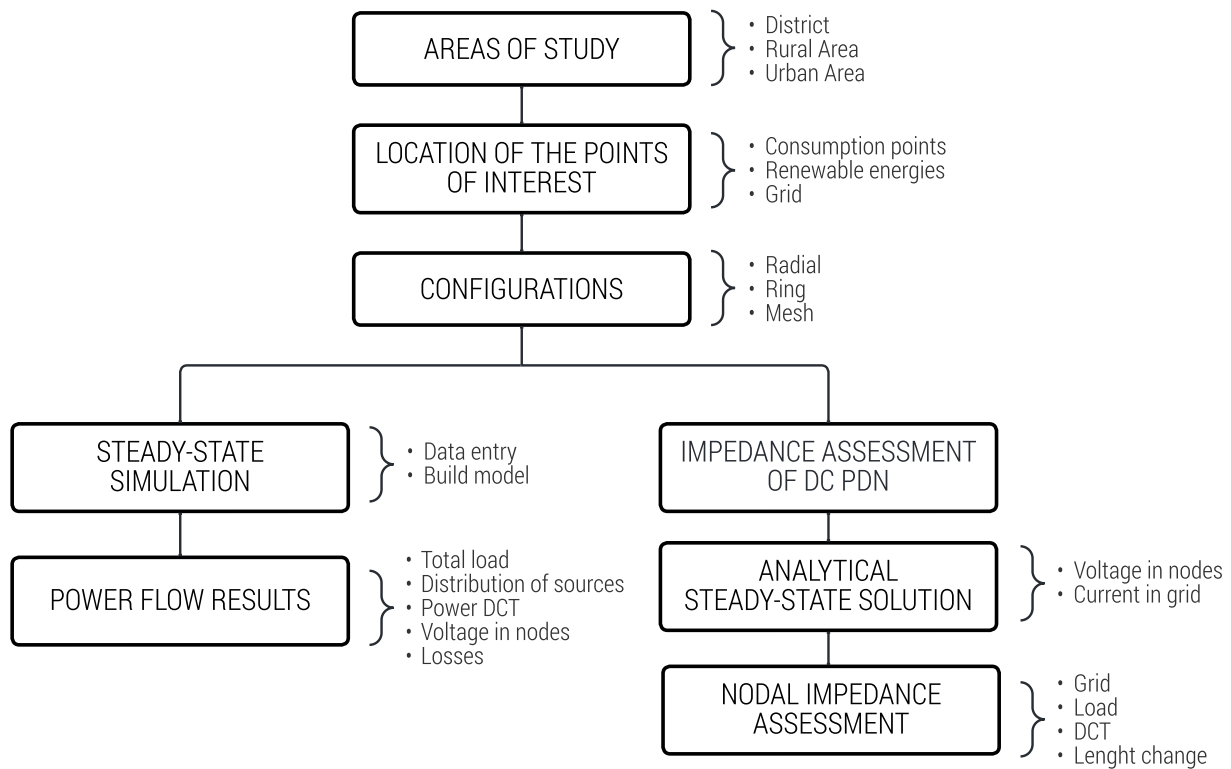 AREAS OF STUDY
• District
• Rural Area
• Urban Area
LOCATION OF THE POINTS
OF INTEREST
• Consumption points
• Renewable energies
• Grid
CONFIGURATIONS
• Radial
• Ring
• Mesh
STEADY-STATE
SIMULATION
• Data entry
• Build model
POWER FLOW RESULTS
• Total load
• Distribution of sources
• Power DCT
• Voltage in nodes
• Losses
IMPEDANCE ASSESSMENT
OF DC PDN
ANALYTICAL
STEADY-STATE SOLUTION
• Voltage in nodes
• Current in grid
NODAL IMPEDANCE
ASSESSMENT
• Grid
• Load
• DCT
• Lenght change